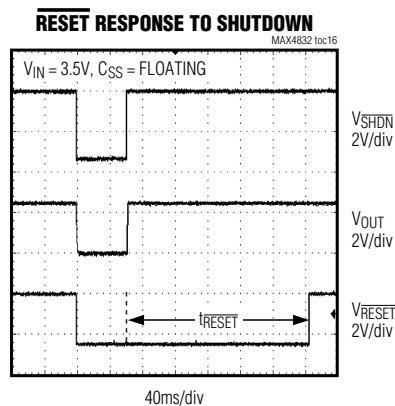 RESET RESPONSE TO SHUTDOWN
MAX4832 toc16
VIN = 3.5V, CSS = FLOATING
VSHDN
2V/div
VOUT
2V/div
tRESET
VRESET
2V/div
40ms/div